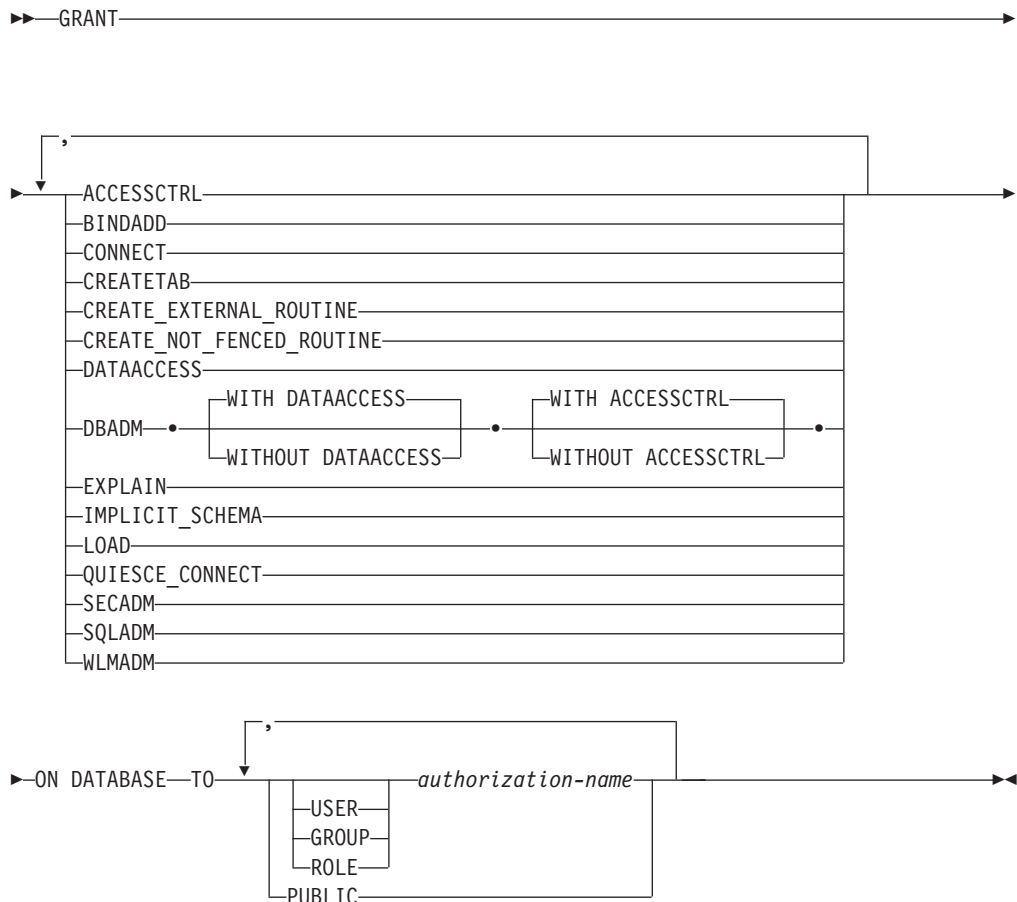 GRANT
,
ACCESSCTRL
BINDADD
CONNECT
CREATETAB
CREATE_EXTERNAL_ROUTINE
CREATE_NOT_FENCED_ROUTINE
DATAACCESS
WITH DATAACCESS WITH ACCESSCTRL
DBADM
WITHOUT DATAACCESS WITHOUT ACCESSCTRL
EXPLAIN
IMPLICIT_SCHEMA
LOAD
QUIESCE_CONNECT
SECADM
SQLADM
WLMADM
,
ON DATABASE TO authorization-name
USER
GROUP
ROLE
PUBLIC